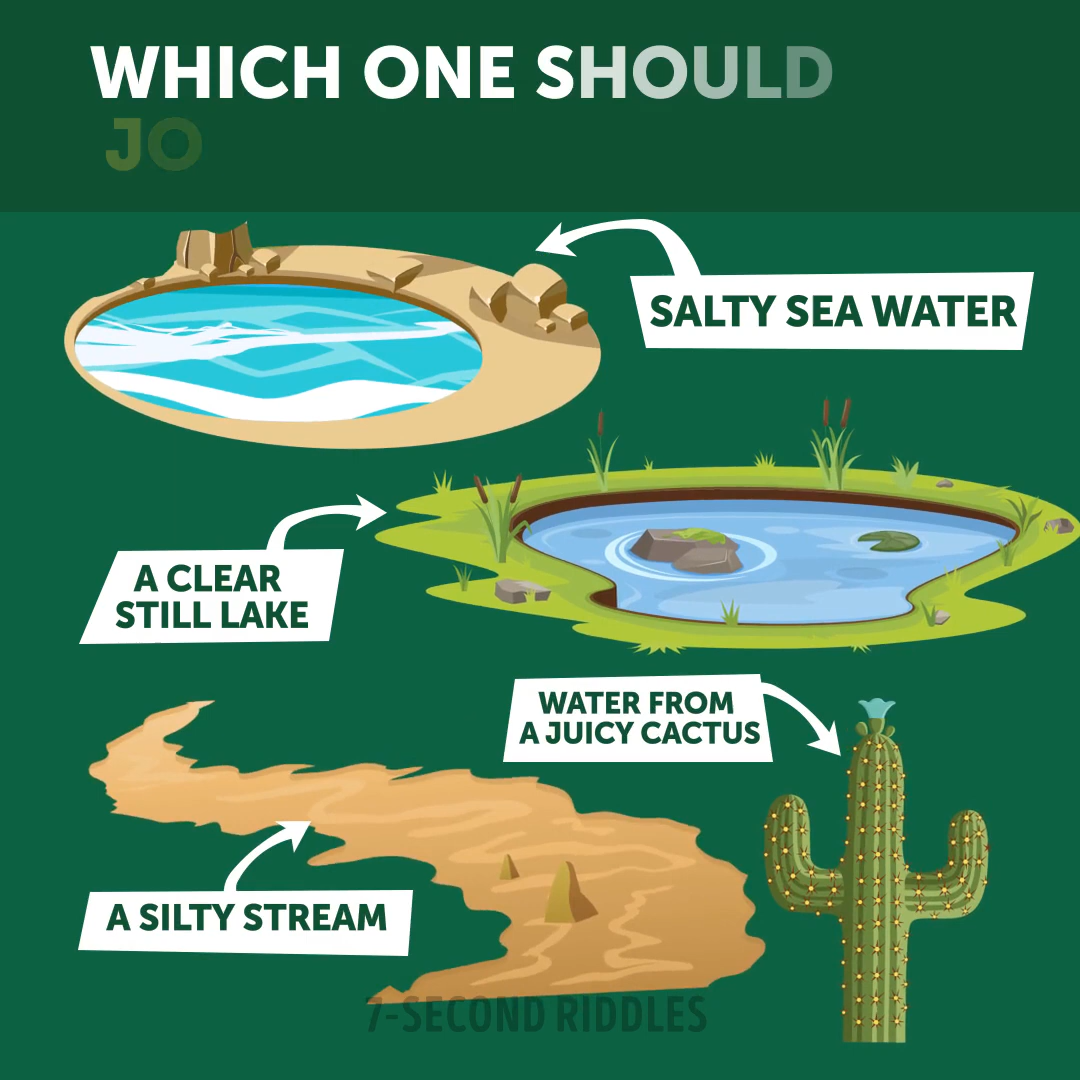 WHICH ONE SHOULD
JO
SALTY SEA WATER
A CLEAR
STILL LAKE
WATER FROM
A JUICY CACTUS
A SILTY STREAM
7-SECOND RIDDLES